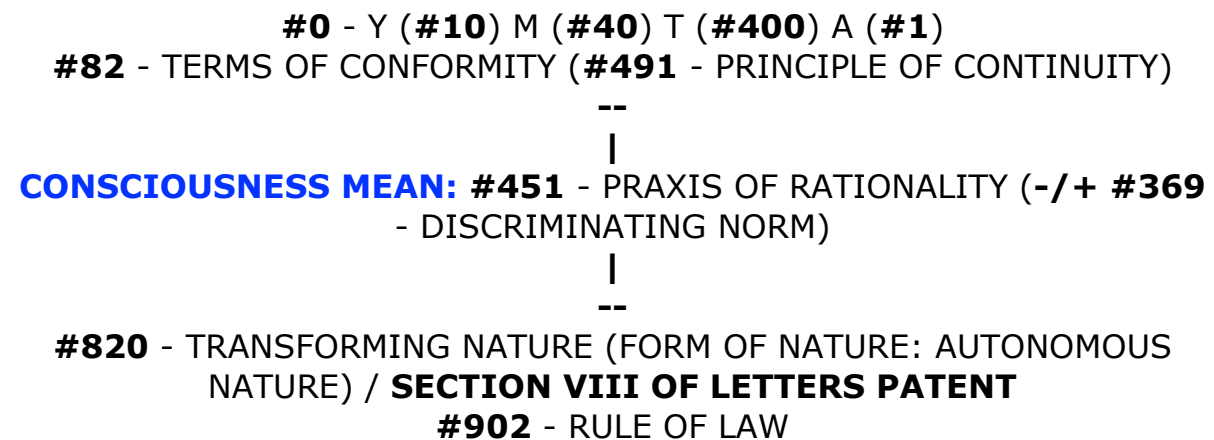 #0 - Y (#10) M (#40) T (#400) A (#1)
#82 - TERMS OF CONFORMITY (#491 - PRINCIPLE OF CONTINUITY)
--
|
CONSCIOUSNESS MEAN: #451 - PRAXIS OF RATIONALITY (-/+ #369
- DISCRIMINATING NORM)
|
--
#820 - TRANSFORMING NATURE (FORM OF NATURE: AUTONOMOUS
NATURE) / SECTION VIII OF LETTERS PATENT
#902 - RULE OF LAW